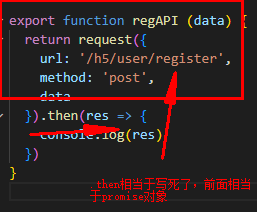 export function regAPI (data) {
  return request({
    url: '/h5/user/register',
    method: 'post',
    data
  }).then(res => {
    console.log(res)
  })
}
.then相当于写死了，前面相当
于promise对象